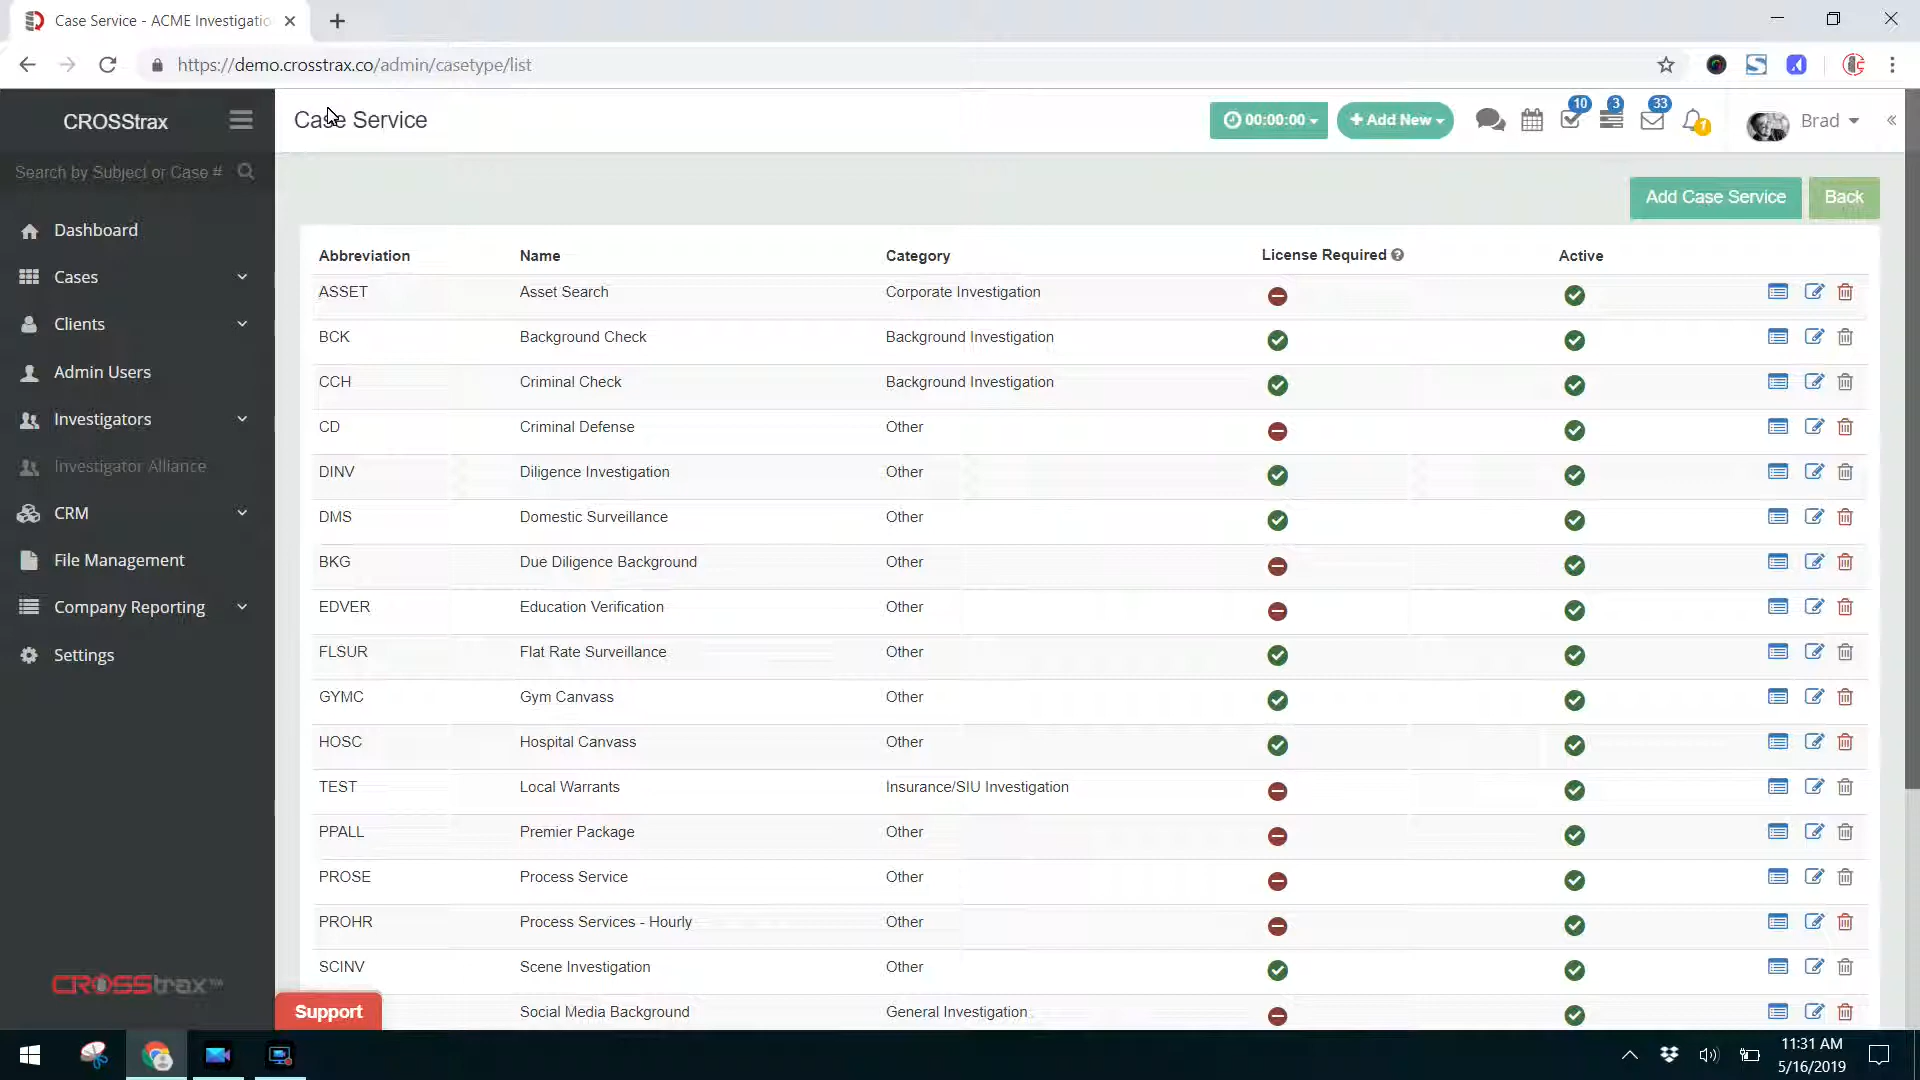 Case Service - ACME Investigatio
https://demo.crosstrax.co/admin/casetype/list
CROSStrax
Case Service
00:00:00
Add New
10
3
33
1
Brad
Search by Subject or Case #
Add Case Service
Back
Dashboard
Cases
Clients
Admin Users
Investigators
Investigator Alliance
CRM
File Management
Company Reporting
Settings
Abbreviation Name Category License Required Active
ASSET Asset Search Corporate Investigation
BCK Background Check Background Investigation
CCH Criminal Check Background Investigation
CD Criminal Defense Other
DINV Diligence Investigation Other
DMS Domestic Surveillance Other
BKG Due Diligence Background Other
EDVER Education Verification Other
FLSUR Flat Rate Surveillance Other
GYMC Gym Canvass Other
HOSC Hospital Canvass Other
TEST Local Warrants Insurance/SIU Investigation
PPALL Premier Package Other
PROSE Process Service Other
PROHR Process Services - Hourly Other
SCINV Scene Investigation Other
Social Media Background General Investigation
CROSStrax™
Support
11:31 AM
5/16/2019